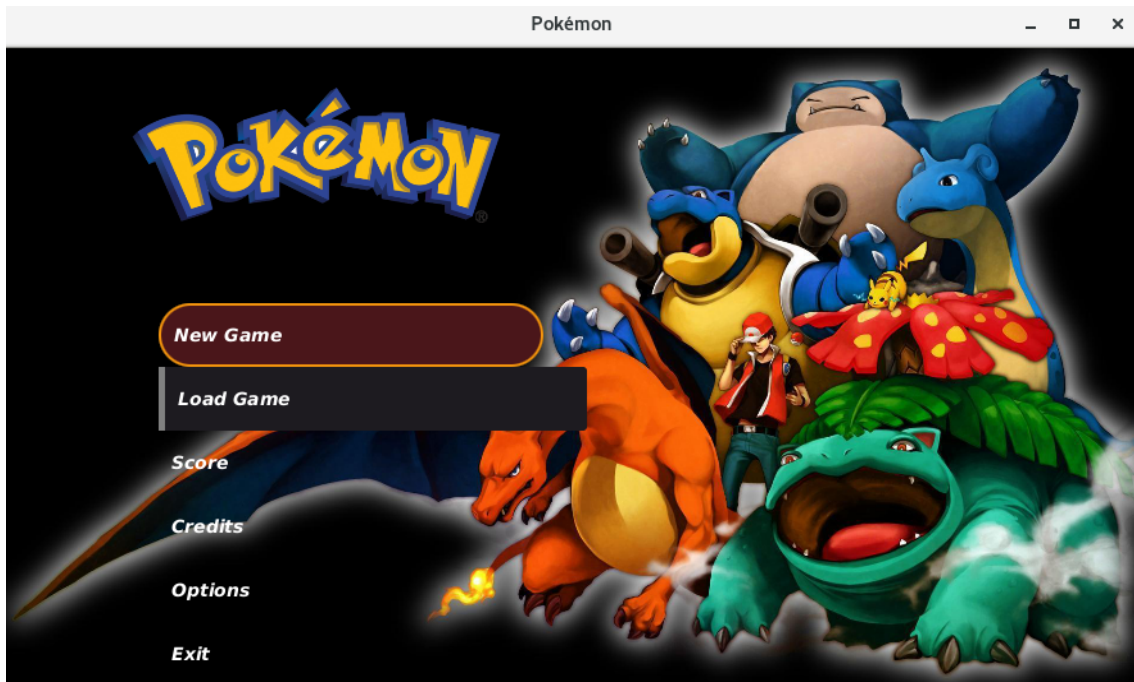 Pokémon
POKéMON
®
New Game
Load Game
Score
Credits
Options
Exit